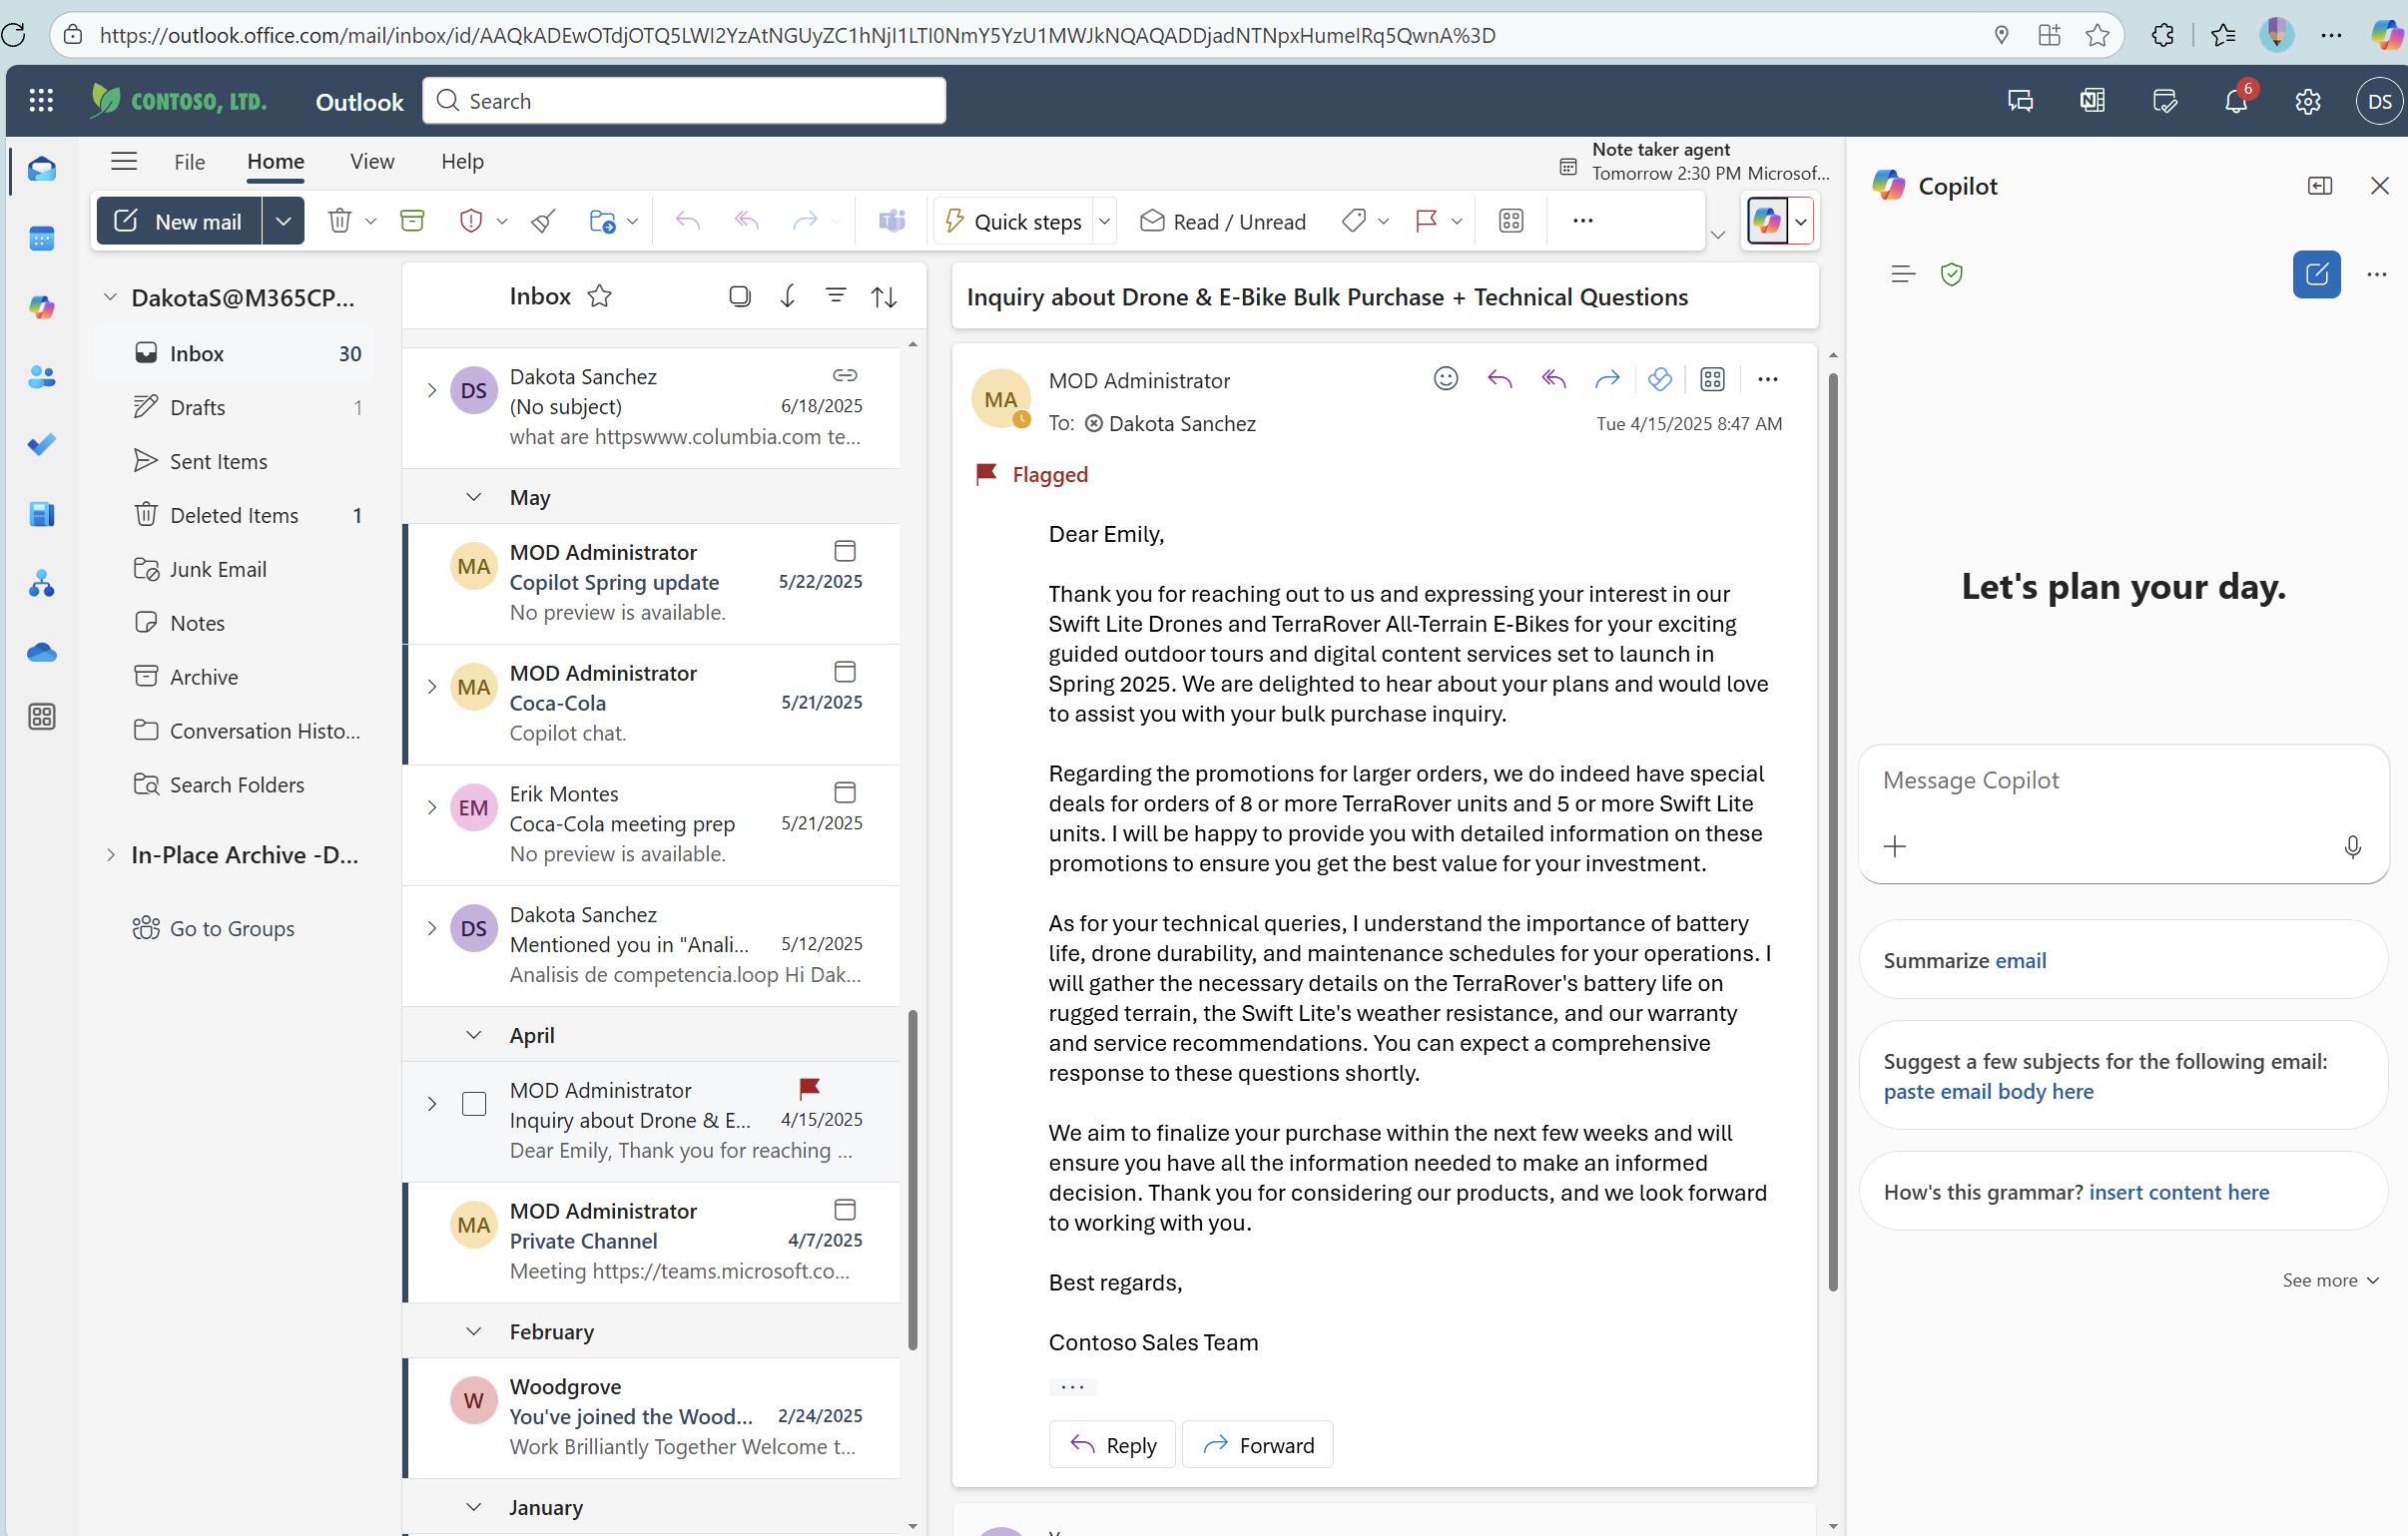 https://outlook.office.com/mail/inbox/id/AAQkADEwOTdjOTQ5LWI2YzAtNGUyZC1hNjI1LTI0NmY5YzU1MWJkNQAQADDjadNTNpxHumeIRq5QwnA%3D
CONTOSO, LTD.
Outlook
Search
6
DS
File
Home
View
Help
Note taker agent
Tomorrow 2:30 PM Microsof...
New mail
Quick steps
Read / Unread
DakotaS@M365CP...
Inbox 30
Drafts 1
Sent Items
Deleted Items 1
Junk Email
Notes
Archive
Conversation Histo...
Search Folders
In-Place Archive -D...
Go to Groups
Inbox
DS
Dakota Sanchez
(No subject) 6/18/2025
what are httpswww.columbia.com te...
May
MA
MOD Administrator
Copilot Spring update 5/22/2025
No preview is available.
MA
MOD Administrator
Coca-Cola 5/21/2025
Copilot chat.
EM
Erik Montes
Coca-Cola meeting prep 5/21/2025
No preview is available.
DS
Dakota Sanchez
Mentioned you in "Anali... 5/12/2025
Analisis de competencia.loop Hi Dak...
April
MOD Administrator
Inquiry about Drone & E... 4/15/2025
Dear Emily, Thank you for reaching ...
MA
MOD Administrator
Private Channel 4/7/2025
Meeting https://teams.microsoft.co...
February
W
Woodgrove
You've joined the Wood... 2/24/2025
Work Brilliantly Together Welcome t...
January
Inquiry about Drone & E-Bike Bulk Purchase + Technical Questions
MA
MOD Administrator
To: Dakota Sanchez
Tue 4/15/2025 8:47 AM
Flagged
Dear Emily,
Thank you for reaching out to us and expressing your interest in our
Swift Lite Drones and TerraRover All-Terrain E-Bikes for your exciting
guided outdoor tours and digital content services set to launch in
Spring 2025. We are delighted to hear about your plans and would love
to assist you with your bulk purchase inquiry.
Regarding the promotions for larger orders, we do indeed have special
deals for orders of 8 or more TerraRover units and 5 or more Swift Lite
units. I will be happy to provide you with detailed information on these
promotions to ensure you get the best value for your investment.
As for your technical queries, I understand the importance of battery
life, drone durability, and maintenance schedules for your operations. I
will gather the necessary details on the TerraRover's battery life on
rugged terrain, the Swift Lite's weather resistance, and our warranty
and service recommendations. You can expect a comprehensive
response to these questions shortly.
We aim to finalize your purchase within the next few weeks and will
ensure you have all the information needed to make an informed
decision. Thank you for considering our products, and we look forward
to working with you.
Best regards,
Contoso Sales Team
Reply
Forward
Copilot
Let's plan your day.
Message Copilot
Summarize email
Suggest a few subjects for the following email:
paste email body here
How's this grammar? insert content here
See more